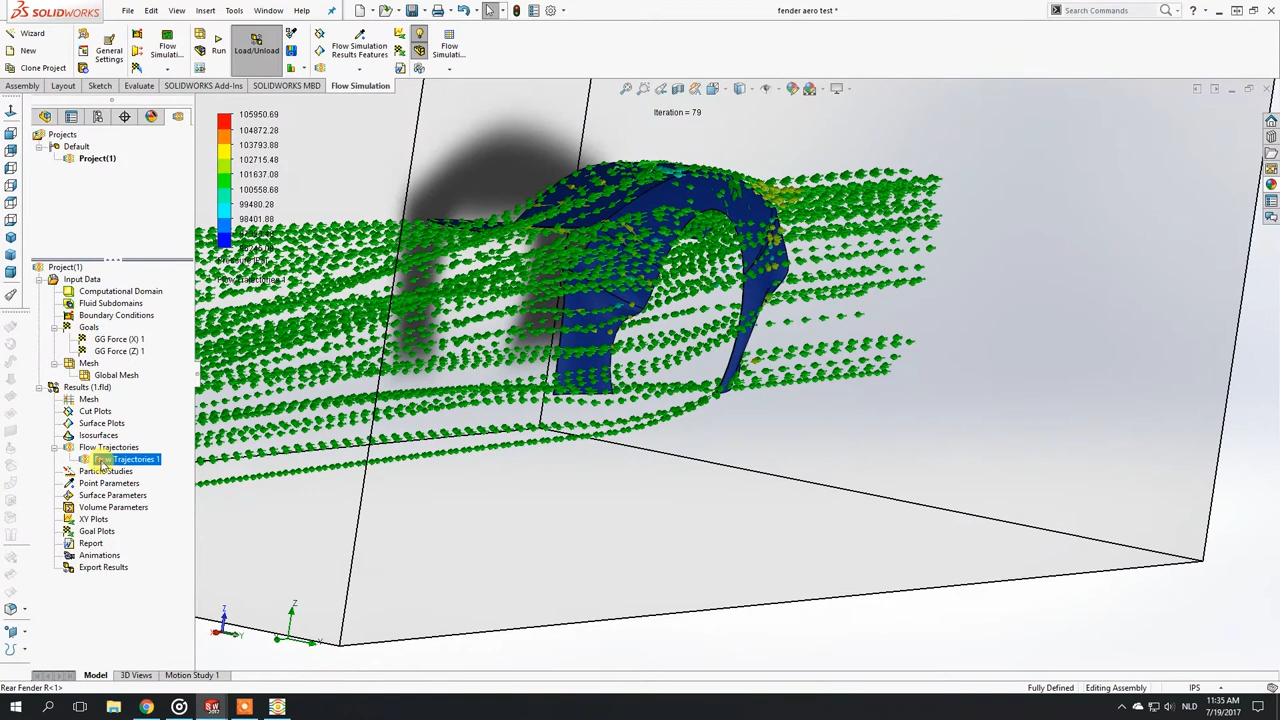 SOLIDWORKS
File Edit View Insert Tools Window Help
fender aero test *
Search Commands
Wizard
New
Clone Project
General Settings
Flow Simulati...
Run
Load/Unload
Flow Simulation Results Features
Flow Simulati...
Assembly Layout Sketch Evaluate SOLIDWORKS Add-Ins SOLIDWORKS MBD Flow Simulation
Projects
Default
Project(1)
Project(1)
Input Data
Computational Domain
Fluid Subdomains
Boundary Conditions
Goals
GG Force (X) 1
GG Force (Z) 1
Mesh
Global Mesh
Results (1.fld)
Mesh
Cut Plots
Surface Plots
Isosurfaces
Flow Trajectories
Flow Trajectories 1
Particle Studies
Point Parameters
Surface Parameters
Volume Parameters
XY Plots
Goal Plots
Report
Animations
Export Results
105950.69
104872.28
103793.88
102715.48
101637.08
100558.68
99480.28
98401.88
Iteration = 79
Z
X
Y
Z
Y
Model 3D Views Motion Study 1
Rear Fender R<1>
Fully Defined
Editing Assembly
IPS
NLD
11:35 AM
7/19/2017